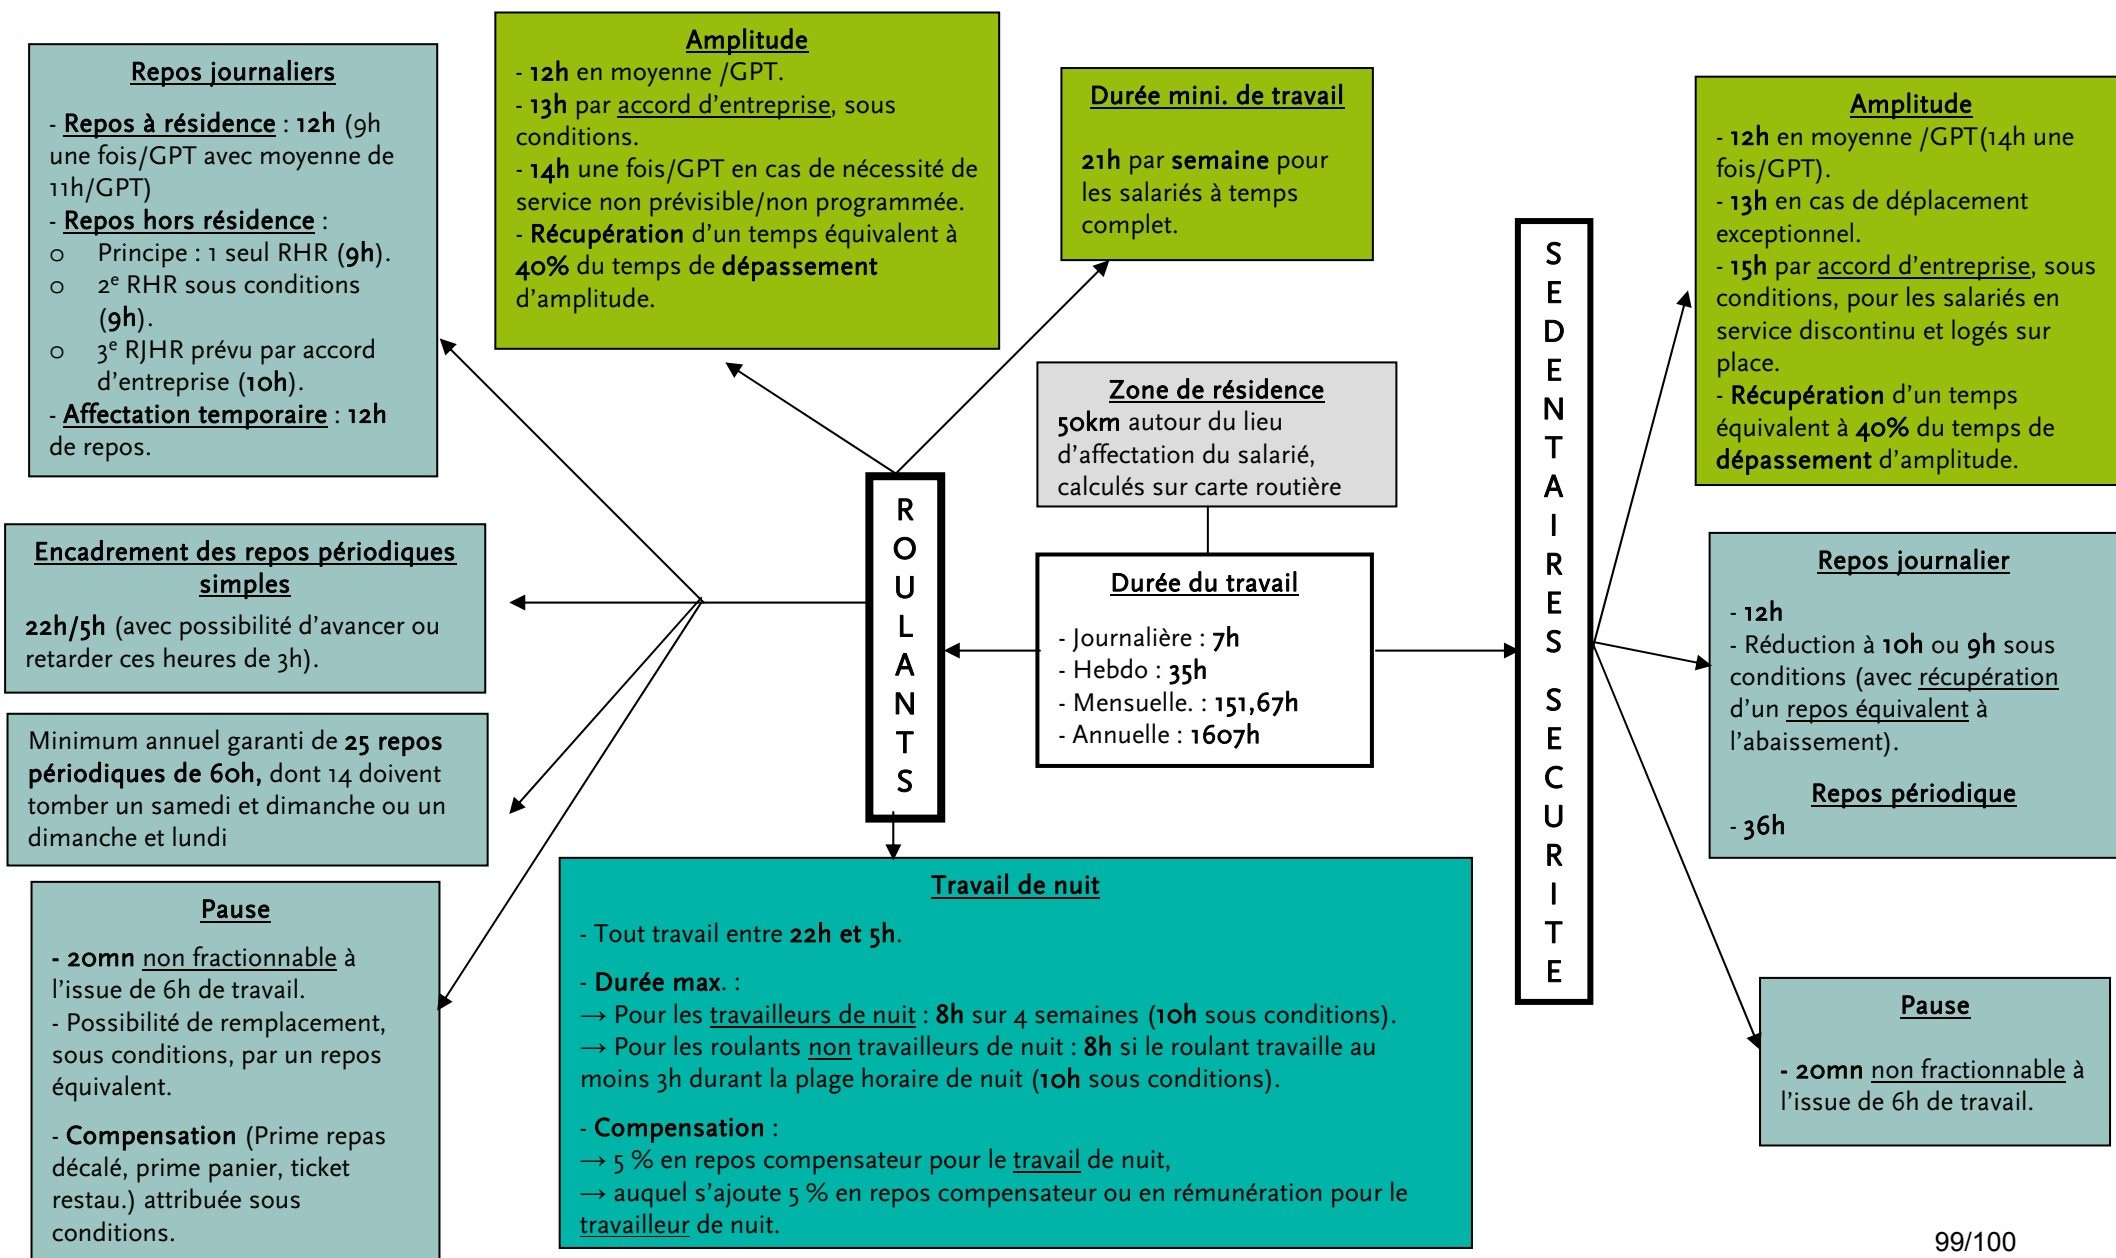 Repos journaliers
- Repos à résidence : 12h (9h
une fois/GPT avec moyenne de
11h/GPT)
- Repos hors résidence :
o Principe : 1 seul RHR (9h).
o 2e RHR sous conditions
(9h).
o 3e RJHR prévu par accord
d'entreprise (10h).
- Affectation temporaire : 12h
de repos.
Amplitude
- 12h en moyenne /GPT.
- 13h par accord d'entreprise, sous
conditions.
- 14h une fois/GPT en cas de nécessité de
service non prévisible/non programmée.
- Récupération d'un temps équivalent à
40% du temps de dépassement
d'amplitude.
Durée mini. de travail
21h par semaine pour
les salariés à temps
complet.
Amplitude
- 12h en moyenne /GPT(14h une
fois/GPT).
- 13h en cas de déplacement
exceptionnel.
- 15h par accord d'entreprise, sous
conditions, pour les salariés en
service discontinu et logés sur
place.
- Récupération d'un temps
équivalent à 40% du temps de
dépassement d'amplitude.
Zone de résidence
50km autour du lieu
d'affectation du salarié,
calculés sur carte routière
ROULANTS
SEDENTAIRES SECURITE
Encadrement des repos périodiques
simples
22h/5h (avec possibilité d'avancer ou
retarder ces heures de 3h).
Durée du travail
- Journalière : 7h
- Hebdo : 35h
- Mensuelle. : 151,67h
- Annuelle : 1607h
Repos journalier
- 12h
- Réduction à 10h ou 9h sous
conditions (avec récupération
d'un repos équivalent à
l'abaissement).
Repos périodique
- 36h
Minimum annuel garanti de 25 repos
périodiques de 60h, dont 14 doivent
tomber un samedi et dimanche ou un
dimanche et lundi
Pause
- 20mn non fractionnable à
l'issue de 6h de travail.
- Possibilité de remplacement,
sous conditions, par un repos
équivalent.
- Compensation (Prime repas
décalé, prime panier, ticket
restau.) attribuée sous
conditions.
Travail de nuit
- Tout travail entre 22h et 5h.
- Durée max. :
→ Pour les travailleurs de nuit : 8h sur 4 semaines (10h sous conditions).
→ Pour les roulants non travailleurs de nuit : 8h si le roulant travaille au
moins 3h durant la plage horaire de nuit (10h sous conditions).
- Compensation :
→ 5 % en repos compensateur pour le travail de nuit,
→ auquel s'ajoute 5 % en repos compensateur ou en rémunération pour le
travailleur de nuit.
Pause
- 20mn non fractionnable à
l'issue de 6h de travail.
99/100